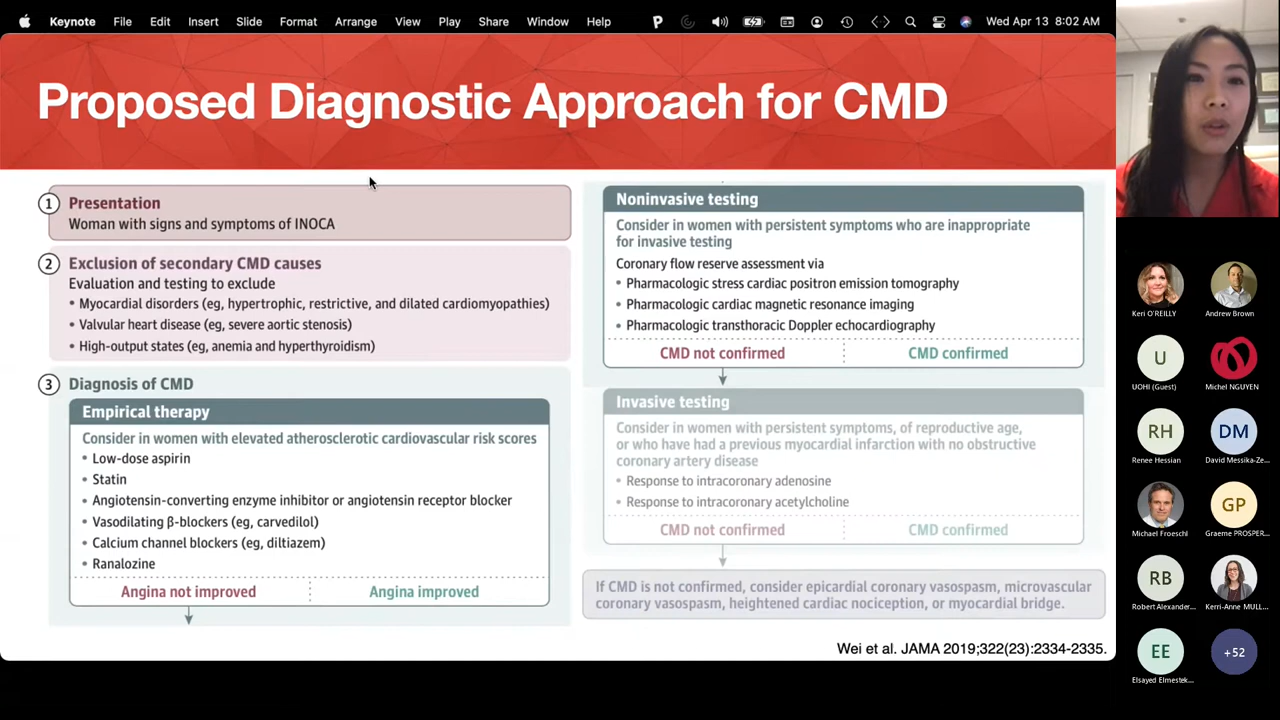 Keynote File Edit Insert Slide Format Arrange View Play Share Window Help Wed Apr 13 8:02 AM
Proposed Diagnostic Approach for CMD
1 Presentation
Woman with signs and symptoms of INOCA
2 Exclusion of secondary CMD causes
Evaluation and testing to exclude
• Myocardial disorders (eg, hypertrophic, restrictive, and dilated cardiomyopathies)
• Valvular heart disease (eg, severe aortic stenosis)
• High-output states (eg, anemia and hyperthyroidism)
3 Diagnosis of CMD
Empirical therapy
Consider in women with elevated atherosclerotic cardiovascular risk scores
• Low-dose aspirin
• Statin
• Angiotensin-converting enzyme inhibitor or angiotensin receptor blocker
• Vasodilating β-blockers (eg, carvedilol)
• Calcium channel blockers (eg, diltiazem)
• Ranalozine
Angina not improved Angina improved
Noninvasive testing
Consider in women with persistent symptoms who are inappropriate
for invasive testing
Coronary flow reserve assessment via
• Pharmacologic stress cardiac positron emission tomography
• Pharmacologic cardiac magnetic resonance imaging
• Pharmacologic transthoracic Doppler echocardiography
CMD not confirmed CMD confirmed
Invasive testing
Consider in women with persistent symptoms, of reproductive age,
or who have had a previous myocardial infarction with no obstructive
coronary artery disease
• Response to intracoronary adenosine
• Response to intracoronary acetylcholine
CMD not confirmed CMD confirmed
If CMD is not confirmed, consider epicardial coronary vasospasm, microvascular
coronary vasospasm, heightened cardiac nociception, or myocardial bridge.
Wei et al. JAMA 2019;322(23):2334-2335.
Keri O'REILLY Andrew Brown
U
UOHI (Guest) Michel NGUYEN
RH DM
Renee Hessian David Messika-Ze...
GP
Michael Froeschl Graeme PROSPER...
RB
Robert Alexander... Kerri-Anne MULL...
EE +52
Elsayed Elmestek...